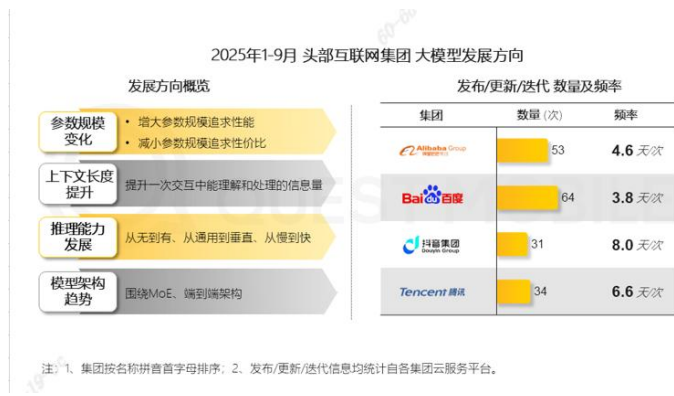 2025年1-9月 头部互联网集团 大模型发展方向
发展方向概览
参数规模
变化
• 增大参数规模追求性能
• 减小参数规模追求性价比
上下文长度
提升
提升一次交互中能理解和处理的信息量
推理能力
发展
从无到有、从通用到垂直、从慢到快
模型架构
趋势
围绕MoE、端到端架构
发布/更新/迭代 数量及频率
集团 数量 (次) 频率
Alibaba Group 53 4.6 天/次
Bai du 百度 64 3.8 天/次
抖音集团
Douyin Group
31 8.0 天/次
Tencent 腾讯 34 6.6 天/次
注：1、集团按名称拼音首字母排序；2、发布/更新/迭代信息均统计自各集团云服务平台。